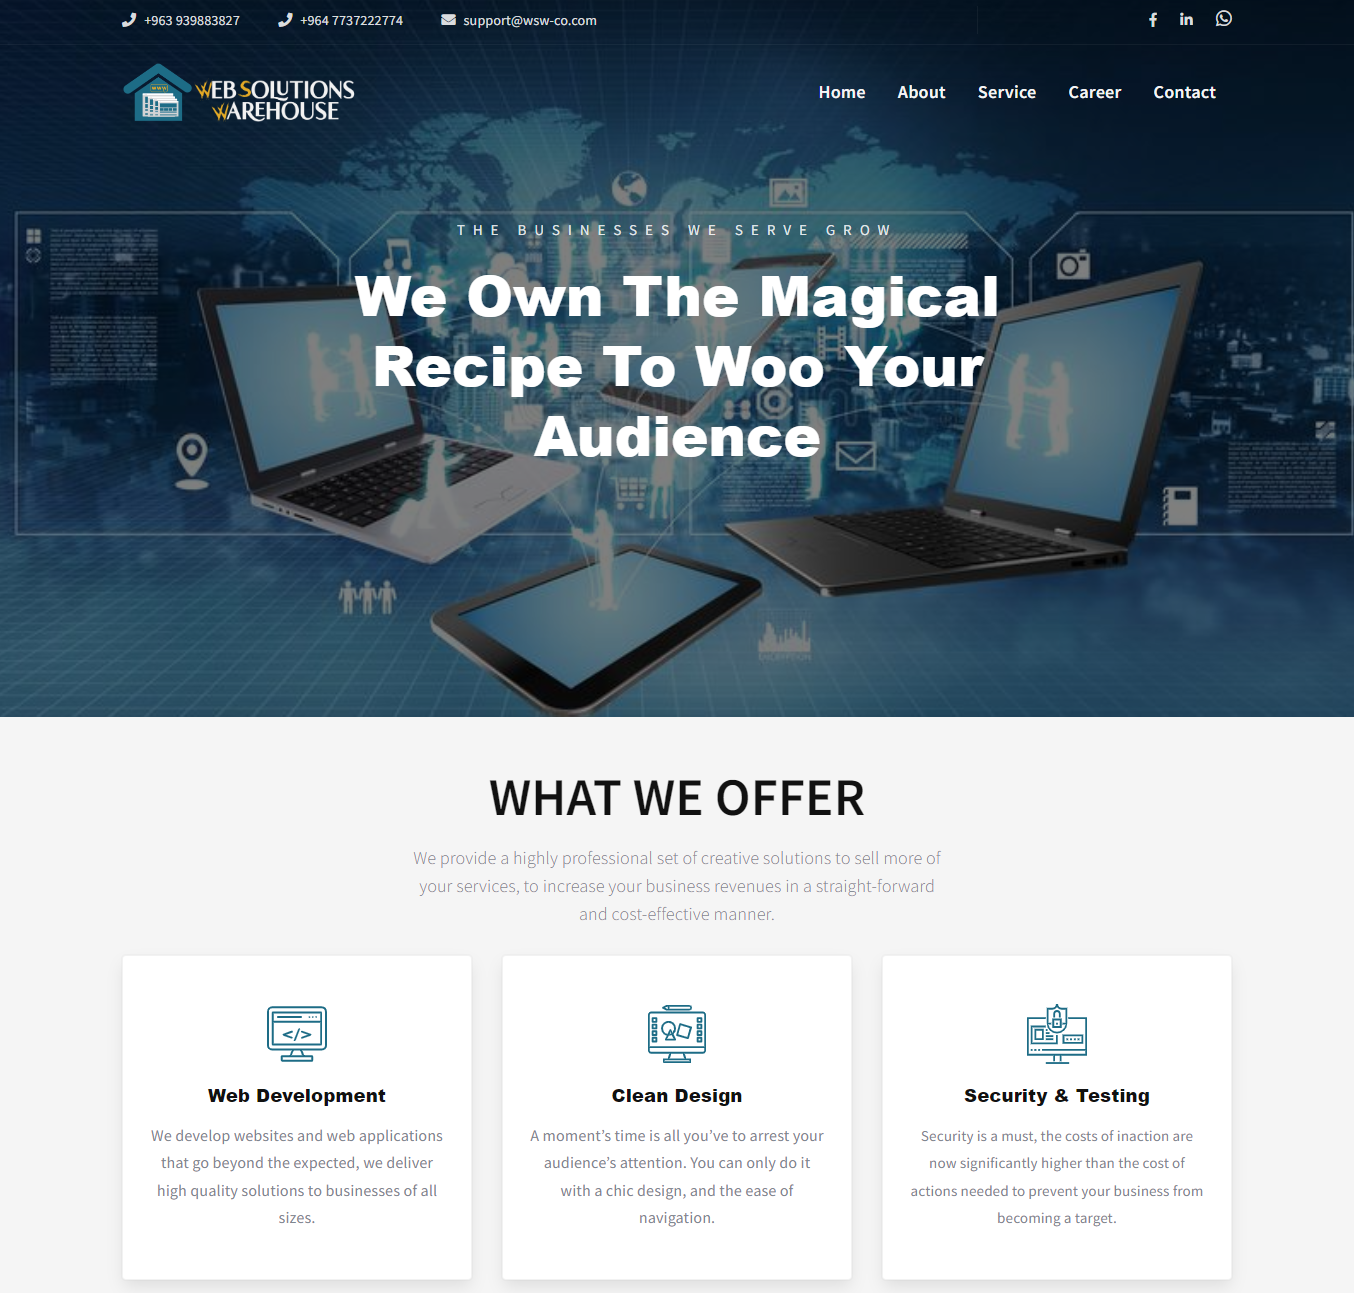 +963 939883827
+964 7737222774
support@wsw-co.com
WEB SOLUTIONS
WAREHOUSE
Home
About
Service
Career
Contact
THE BUSINESSES WE SERVE GROW
We Own The Magical
Recipe To Woo Your
Audience
WHAT WE OFFER
We provide a highly professional set of creative solutions to sell more of
your services, to increase your business revenues in a straight-forward
and cost-effective manner.
Web Development
We develop websites and web applications
that go beyond the expected, we deliver
high quality solutions to businesses of all
sizes.
Clean Design
A moment’s time is all you’ve to arrest your
audience’s attention. You can only do it
with a chic design, and the ease of
navigation.
Security & Testing
Security is a must, the costs of inaction are
now significantly higher than the cost of
actions needed to prevent your business from
becoming a target.